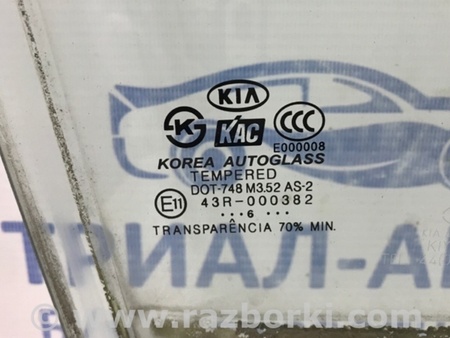 KIA
KAC
CCC
E000008
KOREA AUTOGLASS
TEMPERED
DOT-748 M3.52 AS-2
E11 43R-000382
...6...
TRANSPARÊNCIA 70% MIN.
ТРИАЛ-А
www.razborki.com